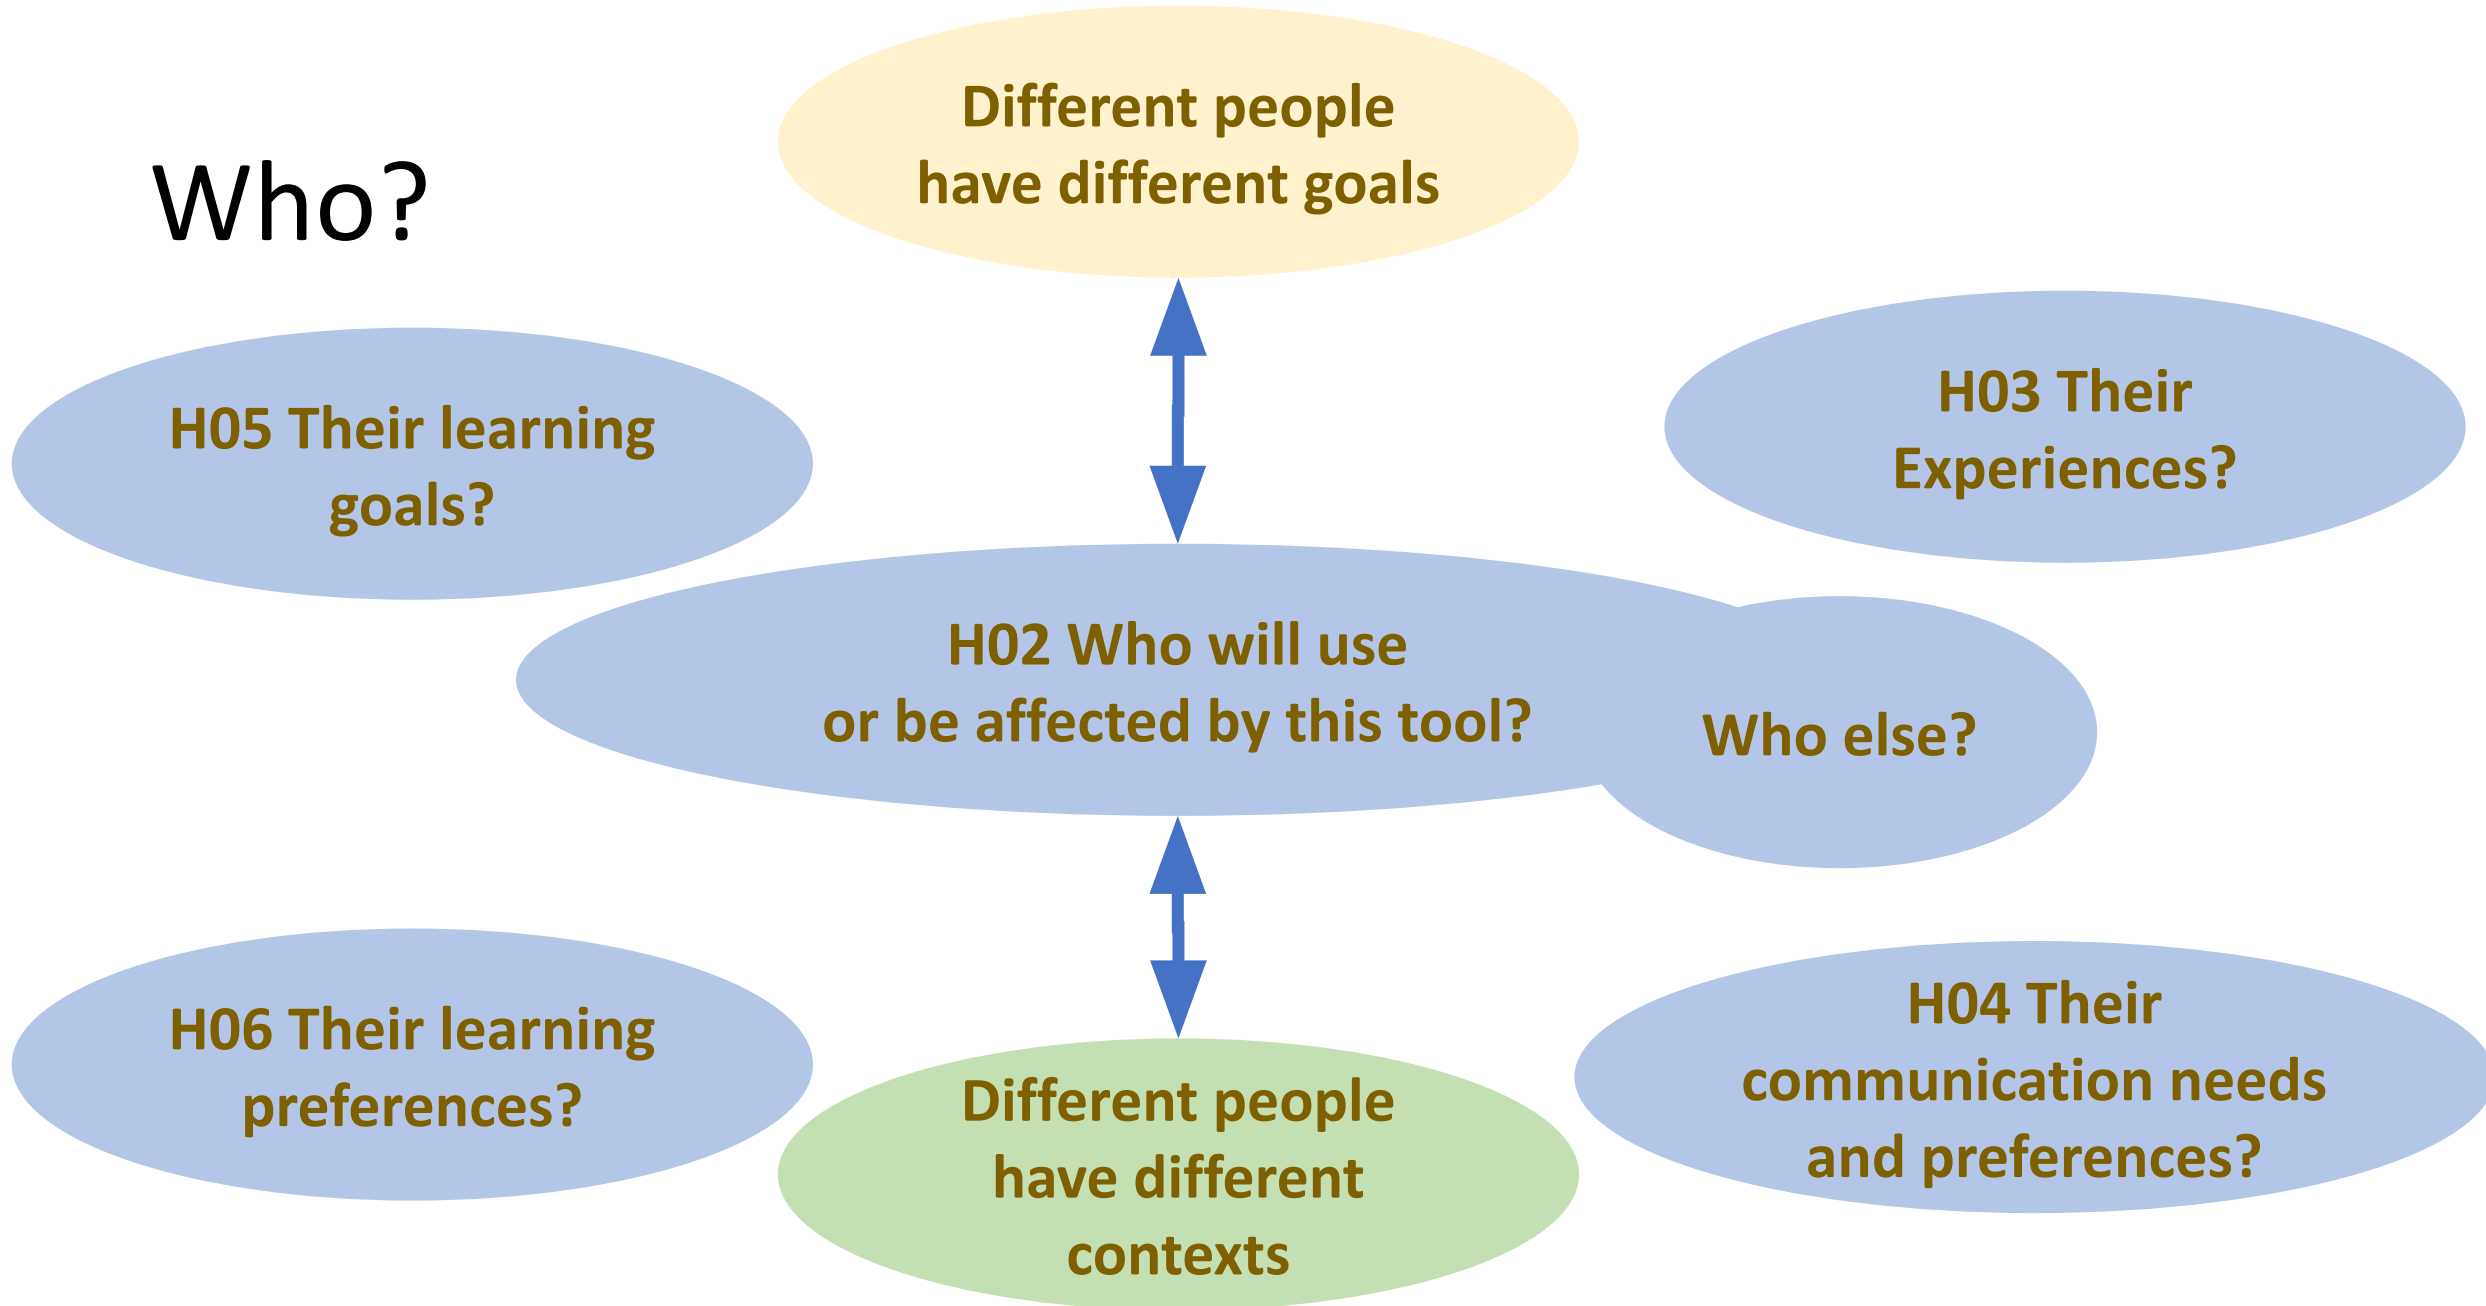 Who?
Different people
have different goals
H05 Their learning
goals?
H03 Their
Experiences?
H02 Who will use
or be affected by this tool?
Who else?
H06 Their learning
preferences?
Different people
have different
contexts
H04 Their
communication needs
and preferences?